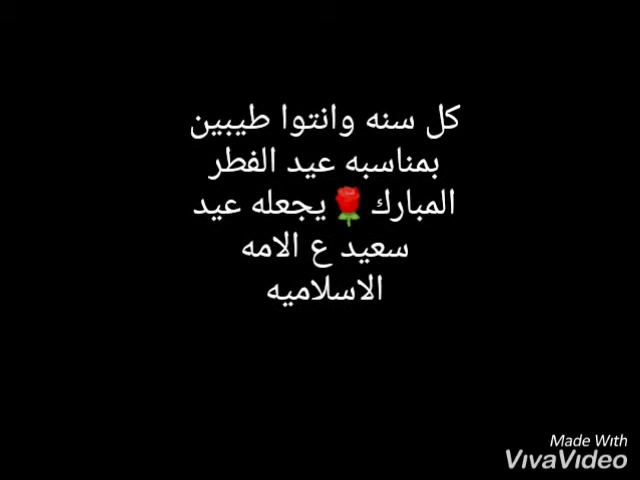 كل سنه وانتوا طيبين
بمناسبه عيد الفطر
المبارك🌹يجعله عيد
سعيد ع الامه
الاسلاميه
Made With
VivaVideo